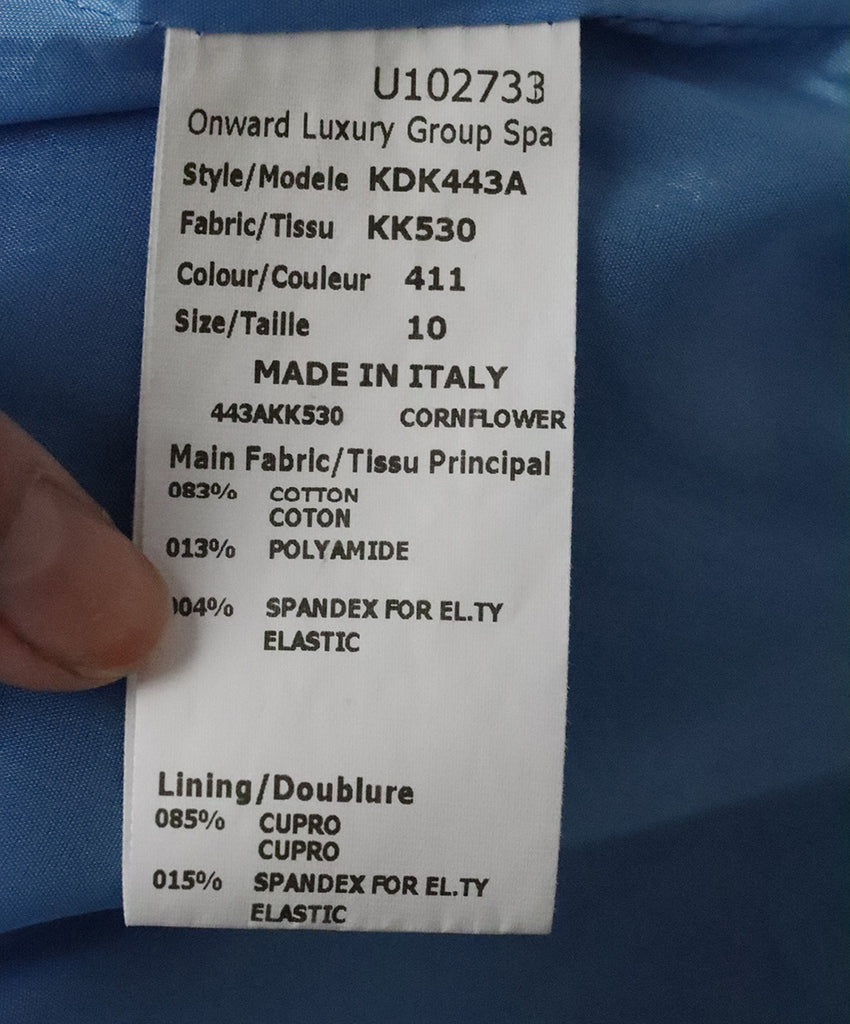 U102733
Onward Luxury Group Spa
Style/Modele KDK443A
Fabric/Tissu KK530
Colour/Couleur 411
Size/Taille 10
MADE IN ITALY
443AKK530 CORNFLOWER
Main Fabric/Tissu Principal
083% COTTON
COTON
013% POLYAMIDE
004% SPANDEX FOR EL.TY
ELASTIC
Lining/Doublure
085% CUPRO
CUPRO
015% SPANDEX FOR EL.TY
ELASTIC